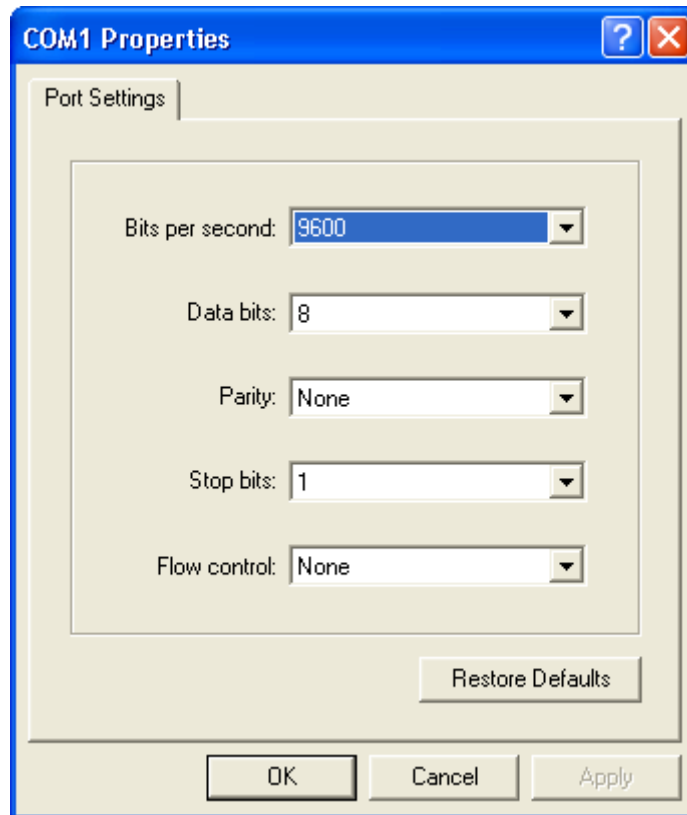 COM1 Properties
Port Settings
Bits per second: 9600
Data bits: 8
Parity: None
Stop bits: 1
Flow control: None
Restore Defaults
OK Cancel Apply